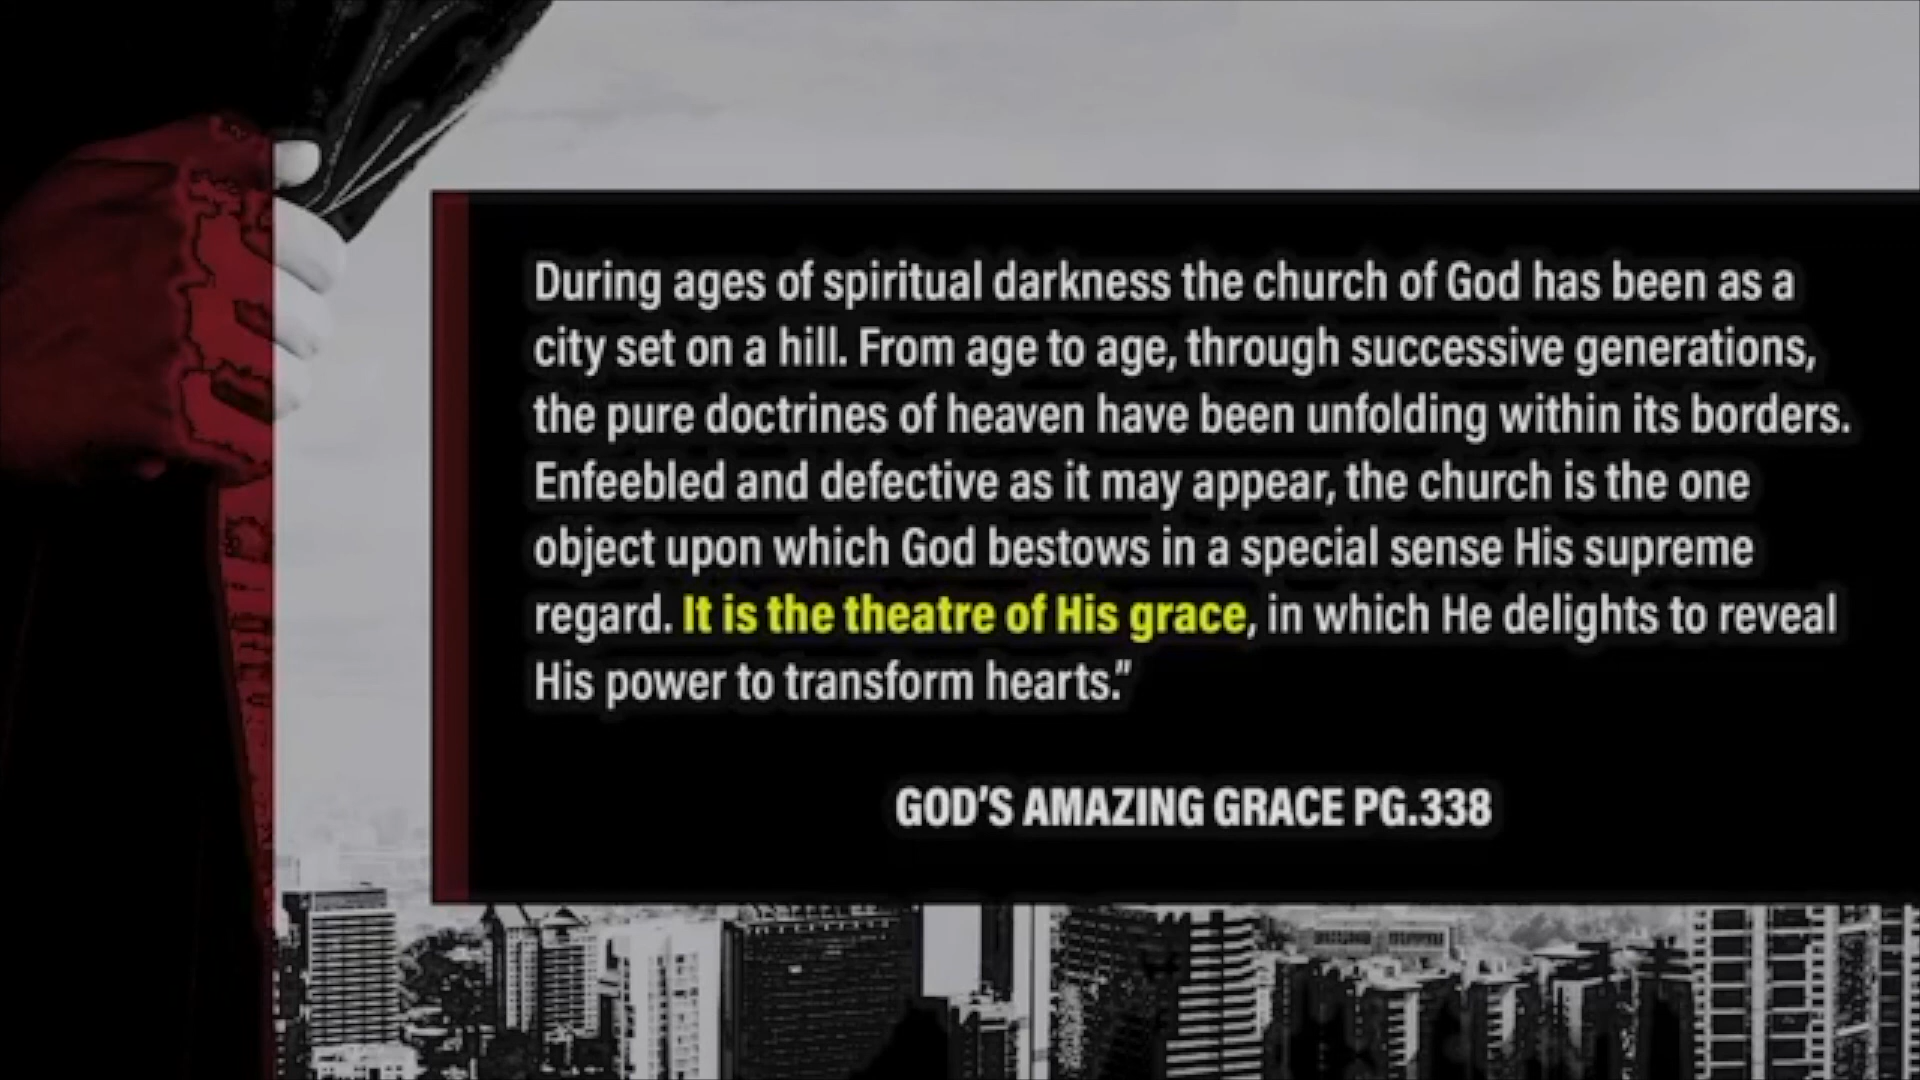 During ages of spiritual darkness the church of God has been as a
city set on a hill. From age to age, through successive generations,
the pure doctrines of heaven have been unfolding within its borders.
Enfeebled and defective as it may appear, the church is the one
object upon which God bestows in a special sense His supreme
regard. It is the theatre of His grace, in which He delights to reveal
His power to transform hearts.”
GOD'S AMAZING GRACE PG.338